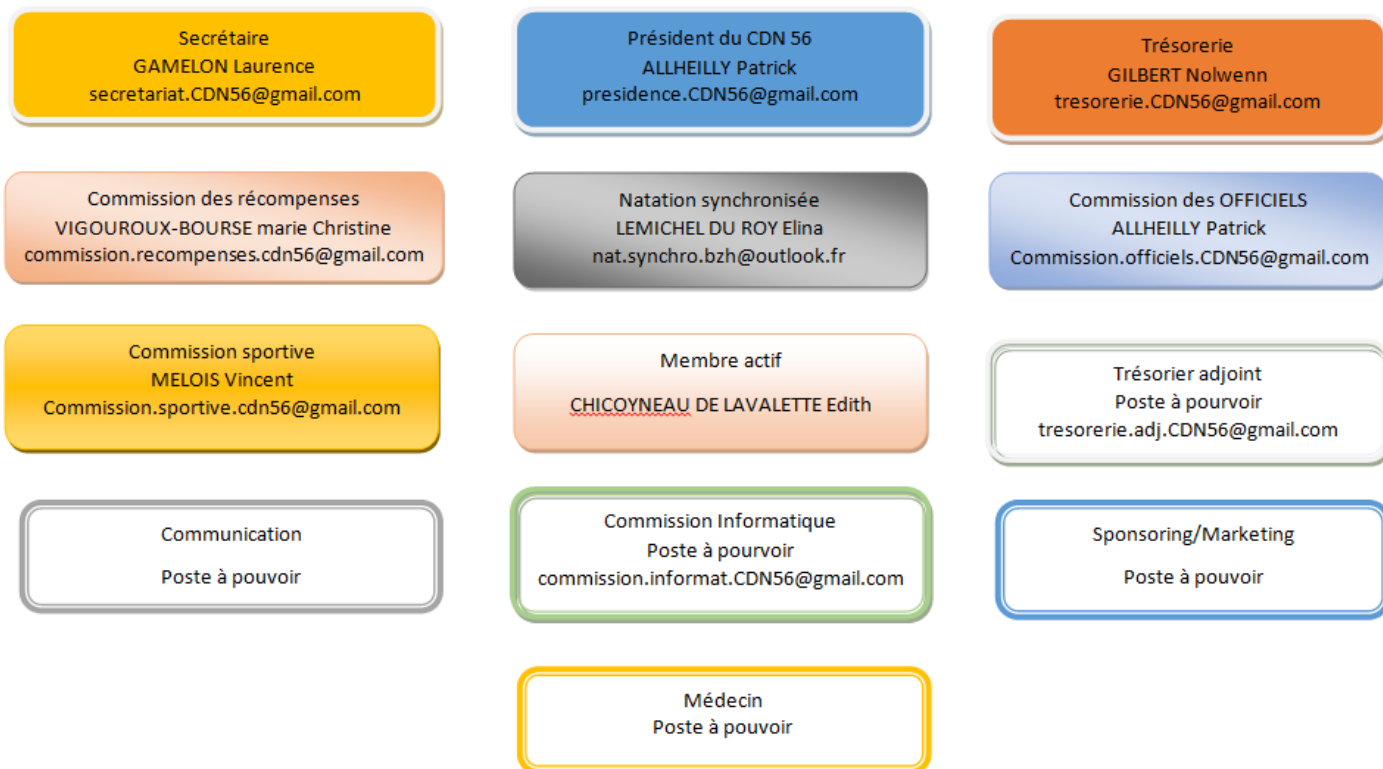 Secrétaire
GAMELON Laurence
secretariat.CDN56@gmail.com
Président du CDN 56
ALLHEILLY Patrick
presidence.CDN56@gmail.com
Trésorerie
GILBERT Nolwenn
tresorerie.CDN56@gmail.com
Commission des récompenses
VIGOUROUX-BOURSE marie Christine
commission.recompenses.cdn56@gmail.com
Natation synchronisée
LEMICHEL DU ROY Elina
nat.synchro.bzh@outlook.fr
Commission des OFFICIELS
ALLHEILLY Patrick
Commission.officiels.CDN56@gmail.com
Commission sportive
MELOIS Vincent
Commission.sportive.cdn56@gmail.com
Membre actif
CHICOYNEAU DE LAVALETTE Edith
Trésorier adjoint
Poste à pourvoir
tresorerie.adj.CDN56@gmail.com
Communication
Poste à pouvoir
Commission Informatique
Poste à pourvoir
commission.informat.CDN56@gmail.com
Sponsoring/Marketing
Poste à pouvoir
Médecin
Poste à pouvoir